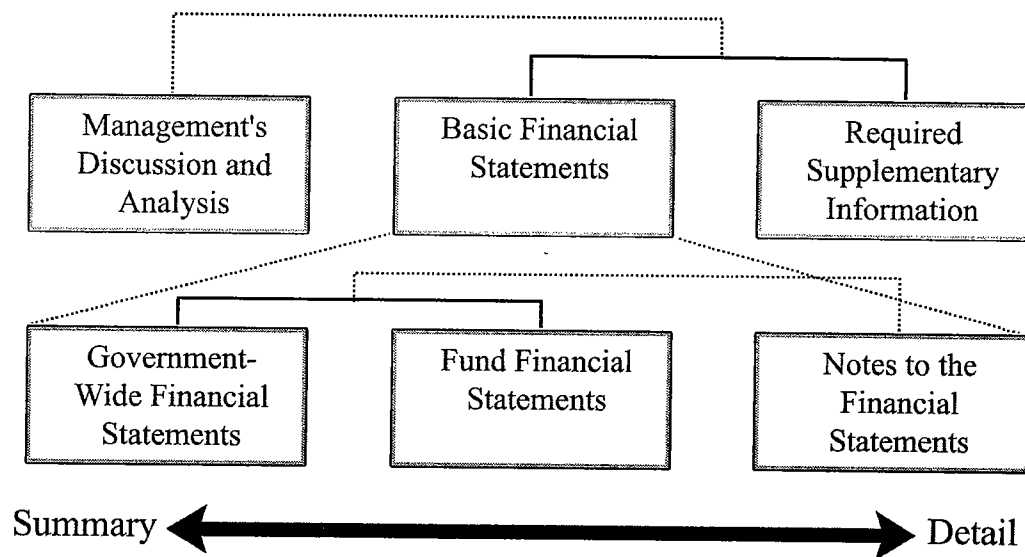 Management's
Discussion and
Analysis
Basic Financial
Statements
Required
Supplementary
Information
Government-
Wide Financial
Statements
Fund Financial
Statements
Notes to the
Financial
Statements
Summary
Detail